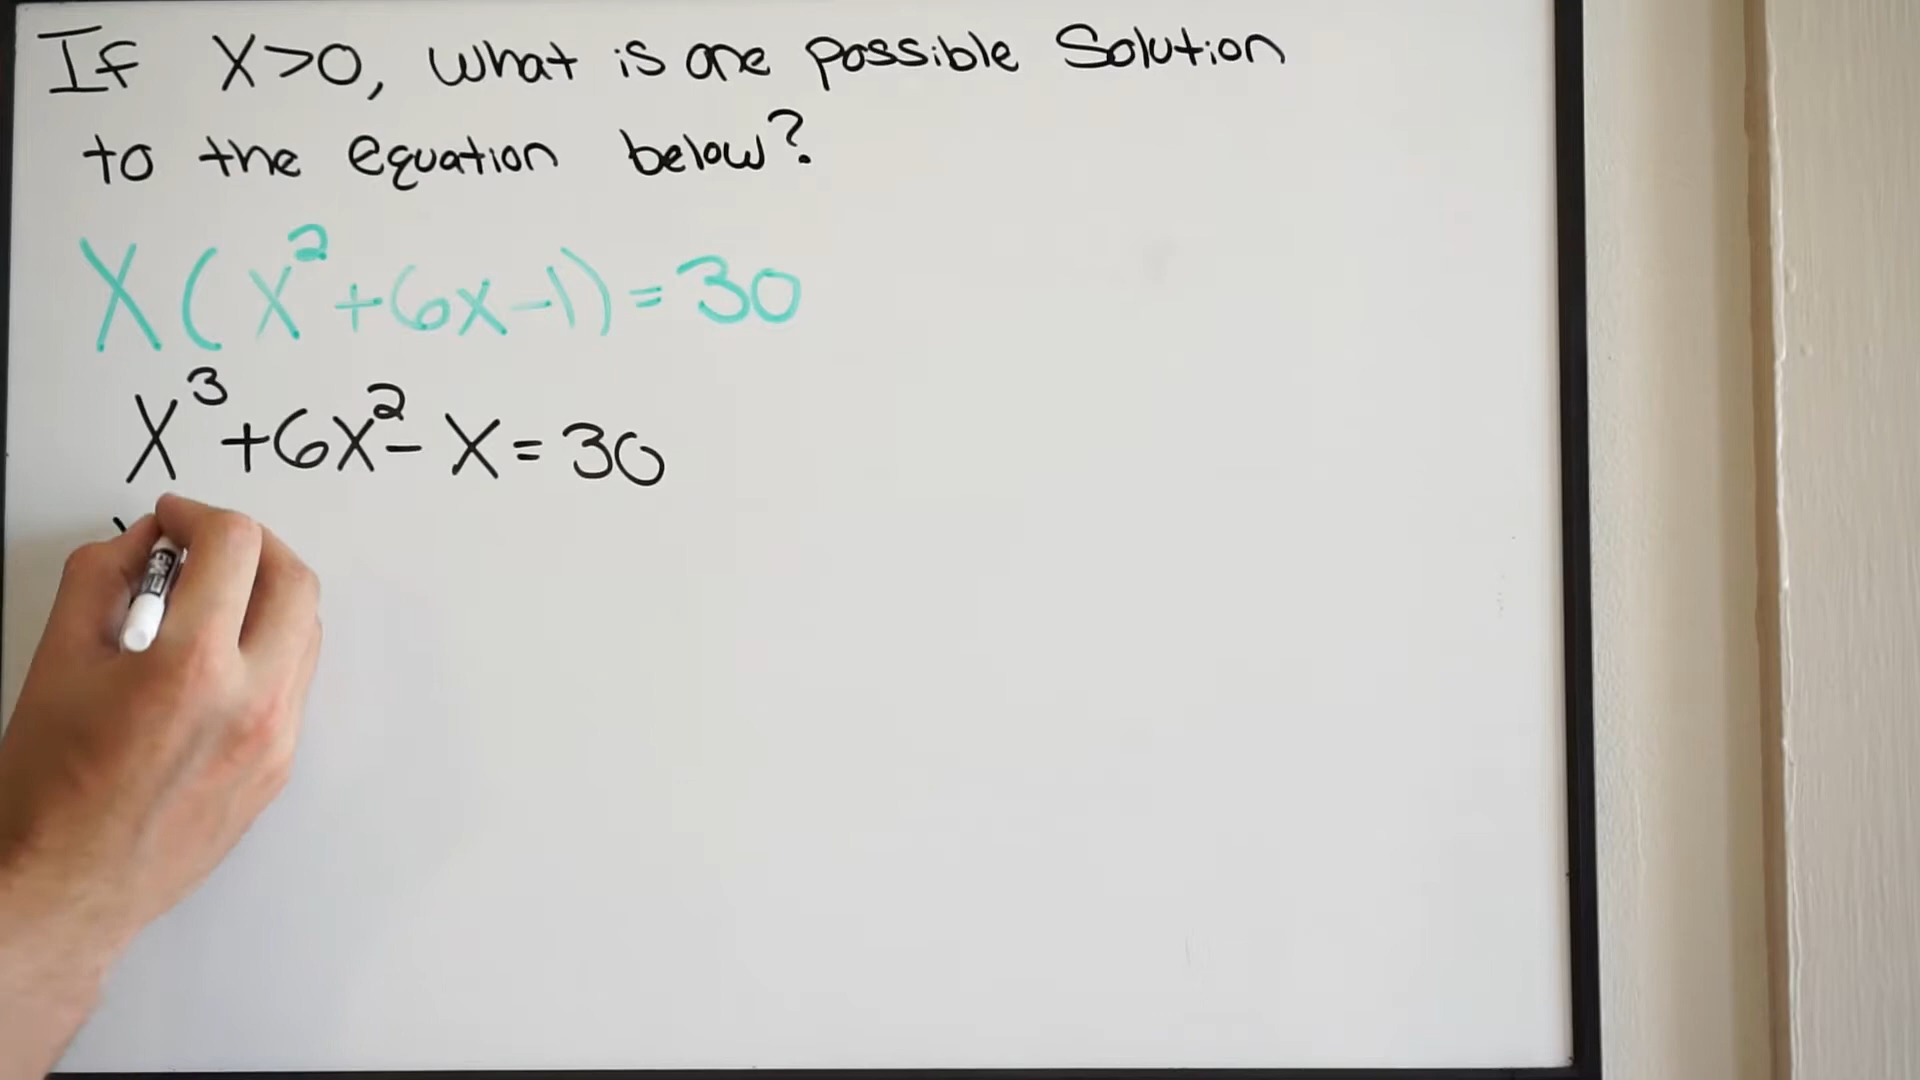 If x>0, what is one possible solution
to the equation below?
x(x²+6x-1)=30
x³+6x²-x=30